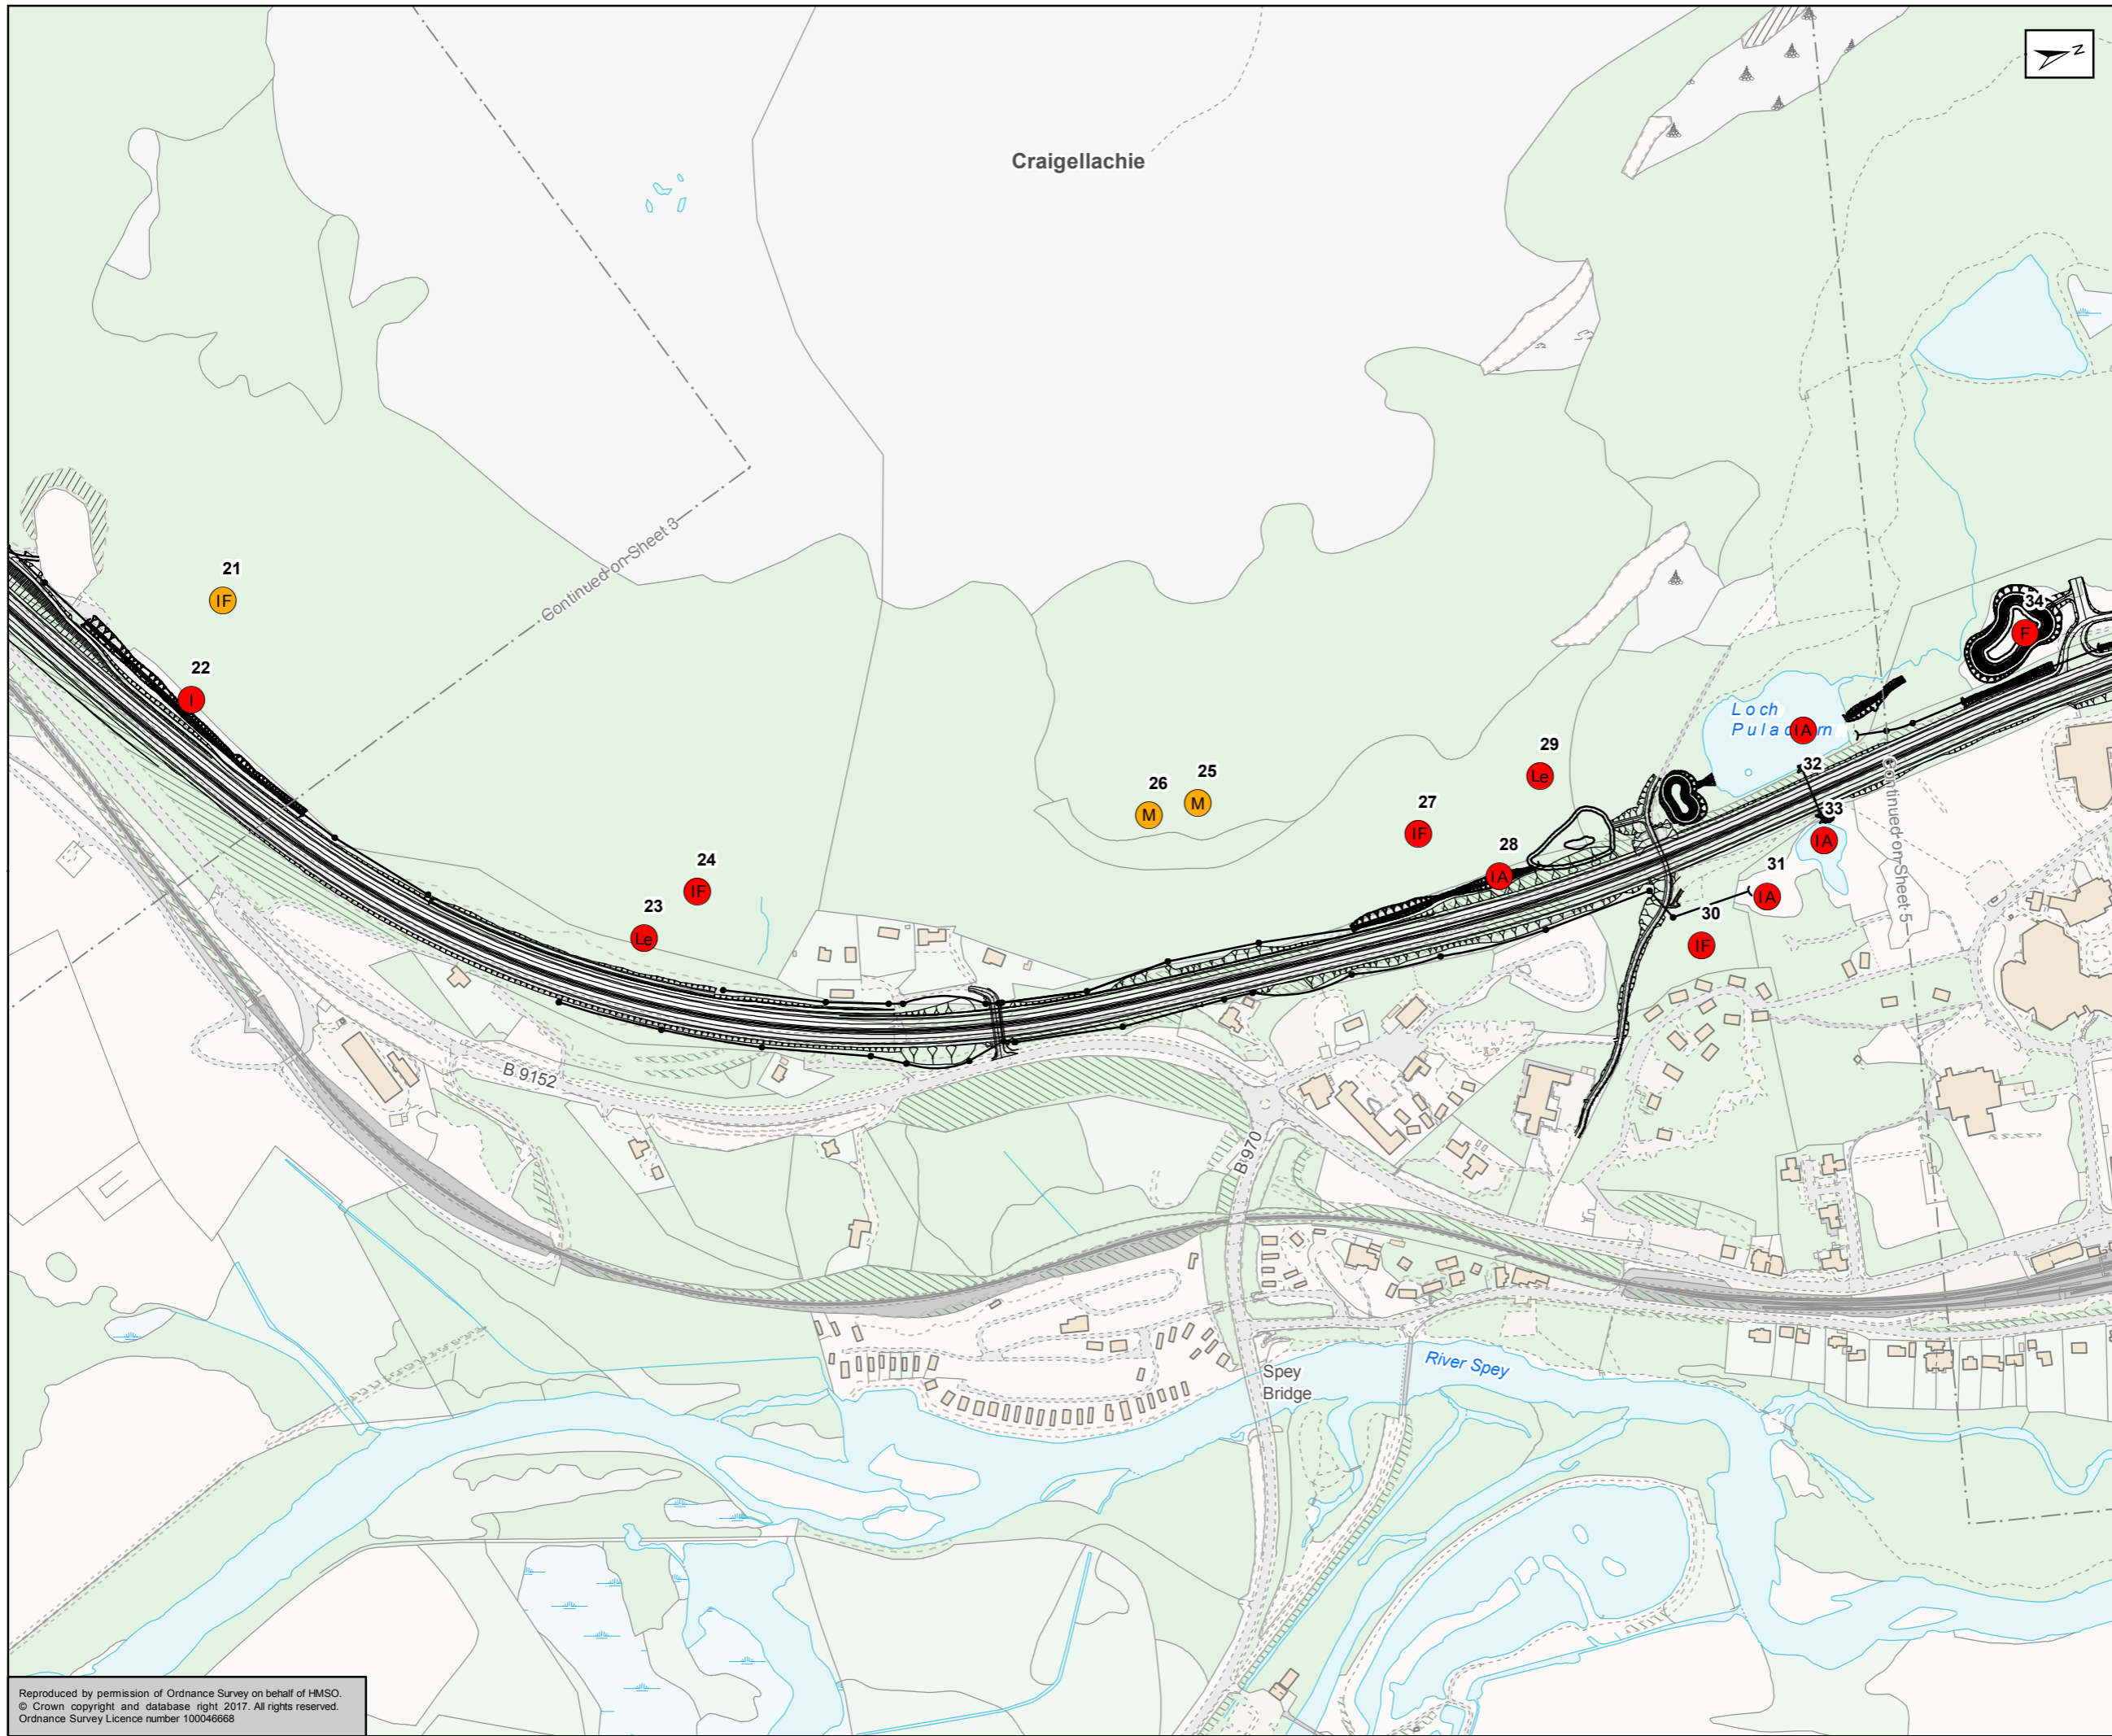 N
Craigellachie
Continued on Sheet 3
21
IF
22
I
34
F
Loch
Puladdern
IA
32
29
Le
25
M
26
M
27
IF
33
IA
28
IA
24
IF
31
IA
23
Le
30
IF
Continued on Sheet 5
B 9152
B 970
Spey
Bridge
River Spey
Reproduced by permission of Ordnance Survey on behalf of HMSO.
© Crown copyright and database right 2017. All rights reserved.
Ordnance Survey Licence number 100046668